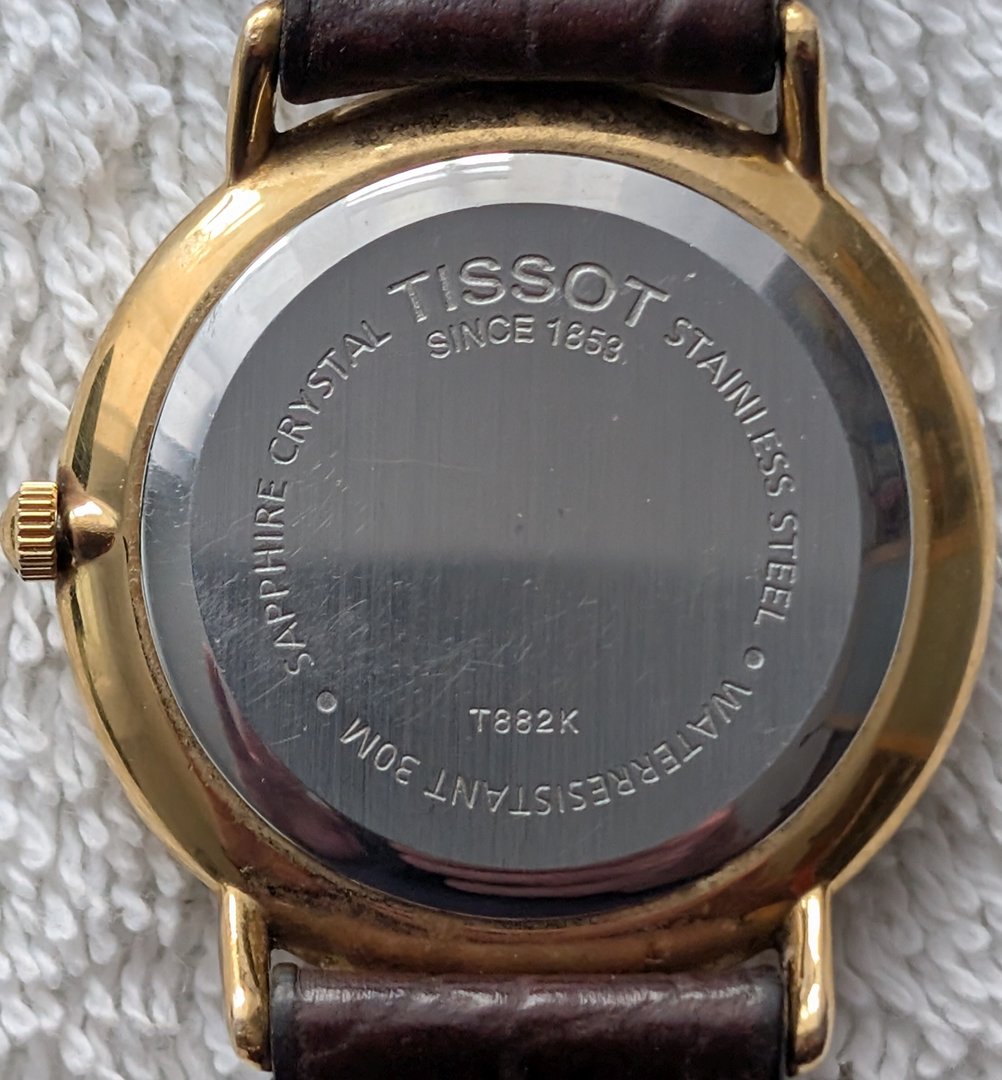 TISSOT
SINCE 1853
STAINLESS STEEL • WATERRESISTANT 30M • SAPPHIRE CRYSTAL
T882K